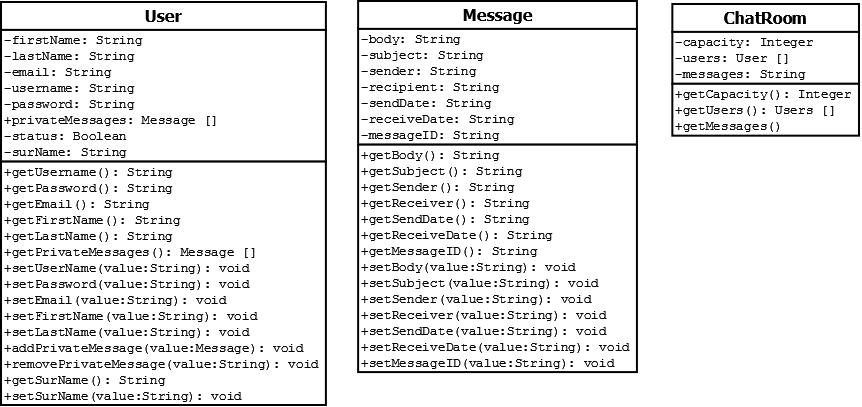 User
-firstName: String
-lastName: String
-email: String
-username: String
-password: String
+privateMessages: Message []
-status: Boolean
-surName: String
+getUsername(): String
+getPassword(): String
+getEmail(): String
+getFirstName(): String
+getLastName(): String
+getPrivateMessages(): Message []
+setUserName(value:String): void
+setPassword(value:String): void
+setEmail(value:String): void
+setFirstName(value:String): void
+setLastName(value:String): void
+addPrivateMessage(value:Message): void
+removePrivateMessage(value:String): void
+getSurName(): String
+setSurName(value:String): void
Message
-body: String
-subject: String
-sender: String
-recipient: String
-sendDate: String
-receiveDate: String
-messageID: String
+getBody(): String
+getSubject(): String
+getSender(): String
+getReceiver(): String
+getSendDate(): String
+getReceiveDate(): String
+getMessageID(): String
+setBody(value:String): void
+setSubject(value:String): void
+setSender(value:String): void
+setReceiver(value:String): void
+setSendDate(value:String): void
+setReceiveDate(value:String): void
+setMessageID(value:String): void
ChatRoom
-capacity: Integer
-users: User []
-messages: String
+getCapacity(): Integer
+getUsers(): Users []
+getMessages()